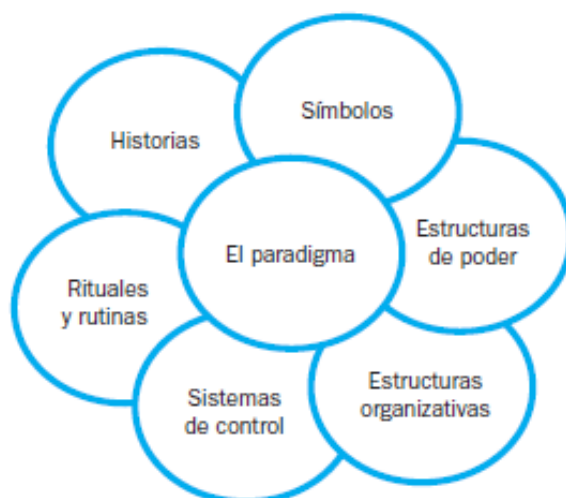 Símbolos
Historias
Estructuras
de poder
El paradigma
Rituales
y rutinas
Estructuras
organizativas
Sistemas
de control